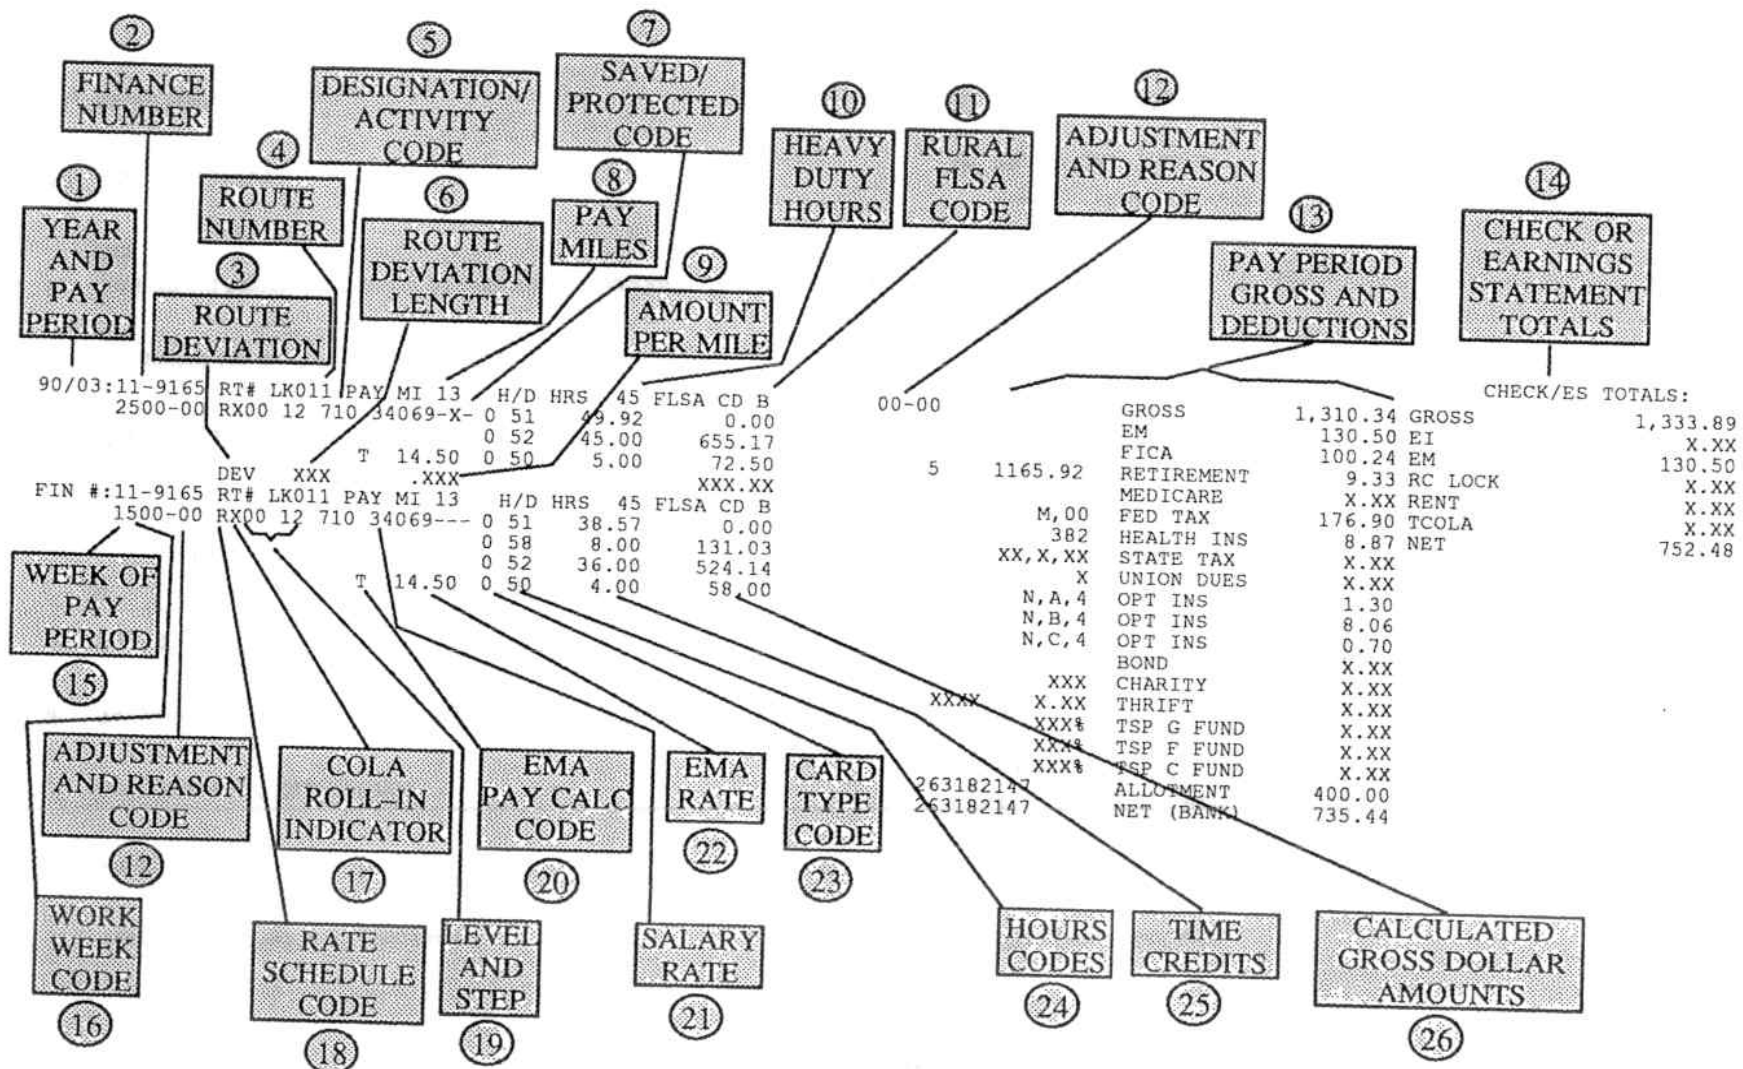 2
FINANCE
NUMBER
5
DESIGNATION/
ACTIVITY
CODE
7
SAVED/
PROTECTED
CODE
10
HEAVY
DUTY
HOURS
11
RURAL
FLSA
CODE
12
ADJUSTMENT
AND REASON
CODE
1
YEAR
AND
PAY
PERIOD
4
ROUTE
NUMBER
3
ROUTE
DEVIATION
6
ROUTE
DEVIATION
LENGTH
8
PAY
MILES
9
AMOUNT
PER MILE
13
PAY PERIOD
GROSS AND
DEDUCTIONS
14
CHECK OR
EARNINGS
STATEMENT
TOTALS
90/03:11-9165 RT# LK011 PAY MI 13 H/D HRS 45 FLSA CD B
2500-00 RX00 12 710 34069-X- 0 51 49.92 0.00
0 52 45.00 655.17
T 14.50 0 50 5.00 72.50
DEV XXX .XXX XXX.XX
FIN #:11-9165 RT# LK011 PAY MI 13 H/D HRS 45 FLSA CD B
1500-00 RX00 12 710 34069--- 0 51 38.57 0.00
0 58 8.00 131.03
0 52 36.00 524.14
T 14.50 0 50 4.00 58.00
00-00
GROSS 1,310.34
EM 130.50
FICA 100.24
5 1165.92 RETIREMENT 9.33
MEDICARE X.XX
M,00 FED TAX 176.90
382 HEALTH INS 8.87
XX,X,XX STATE TAX X.XX
X UNION DUES X.XX
N,A,4 OPT INS 1.30
N,B,4 OPT INS 8.06
N,C,4 OPT INS 0.70
BOND X.XX
XXX CHARITY X.XX
XXXX X.XX THRIFT X.XX
XXX% TSP G FUND X.XX
XXX% TSP F FUND X.XX
XXX% TSP C FUND X.XX
263182147 ALLOTMENT 400.00
263182147 NET (BANK) 735.44
CHECK/ES TOTALS:
GROSS 1,333.89
EI X.XX
EM 130.50
RC LOCK X.XX
RENT X.XX
TCOLA X.XX
NET 752.48
WEEK OF
PAY
PERIOD
15
ADJUSTMENT
AND REASON
CODE
12
COLA
ROLL-IN
INDICATOR
17
EMA
PAY CALC
CODE
20
EMA
RATE
22
CARD
TYPE
CODE
23
WORK
WEEK
CODE
16
RATE
SCHEDULE
CODE
18
LEVEL
AND
STEP
19
SALARY
RATE
21
HOURS
CODES
24
TIME
CREDITS
25
CALCULATED
GROSS DOLLAR
AMOUNTS
26